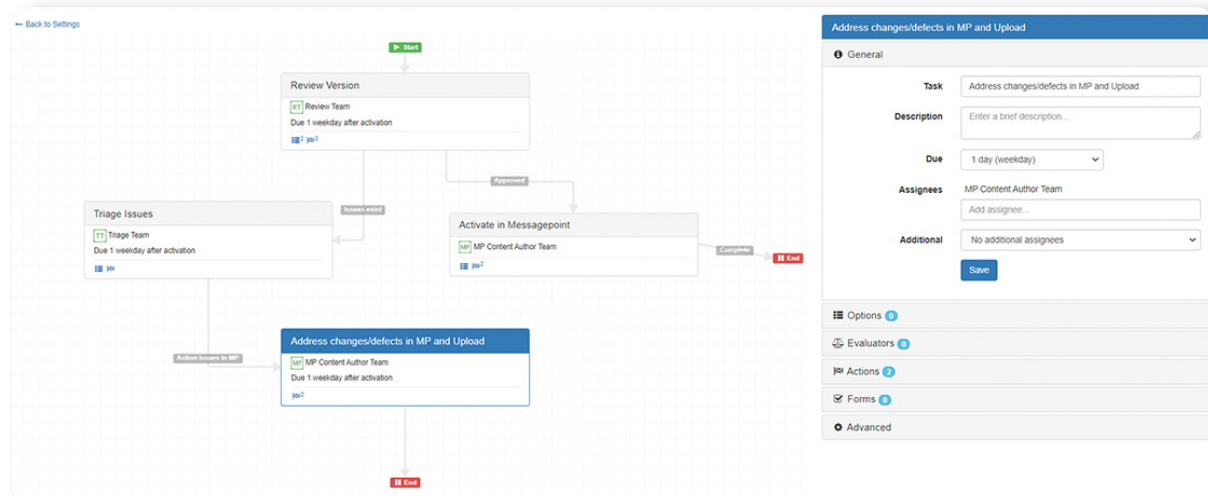 ← Back to Settings
Start
Review Version
RT Review Team
Due 1 weekday after activation
2 3
Approved
Issues exist
Triage Issues
TT Triage Team
Due 1 weekday after activation
Activate in Messagepoint
MP MP Content Author Team
2
Complete
End
Address changes/defects in MP and Upload
MP MP Content Author Team
Due 1 weekday after activation
2
Action issues in MP
End
Address changes/defects in MP and Upload
General
Task Address changes/defects in MP and Upload
Description Enter a brief description...
Due 1 day (weekday)
Assignees MP Content Author Team
Add assignee...
Additional No additional assignees
Save
Options 0
Evaluators 0
Actions 2
Forms 0
Advanced